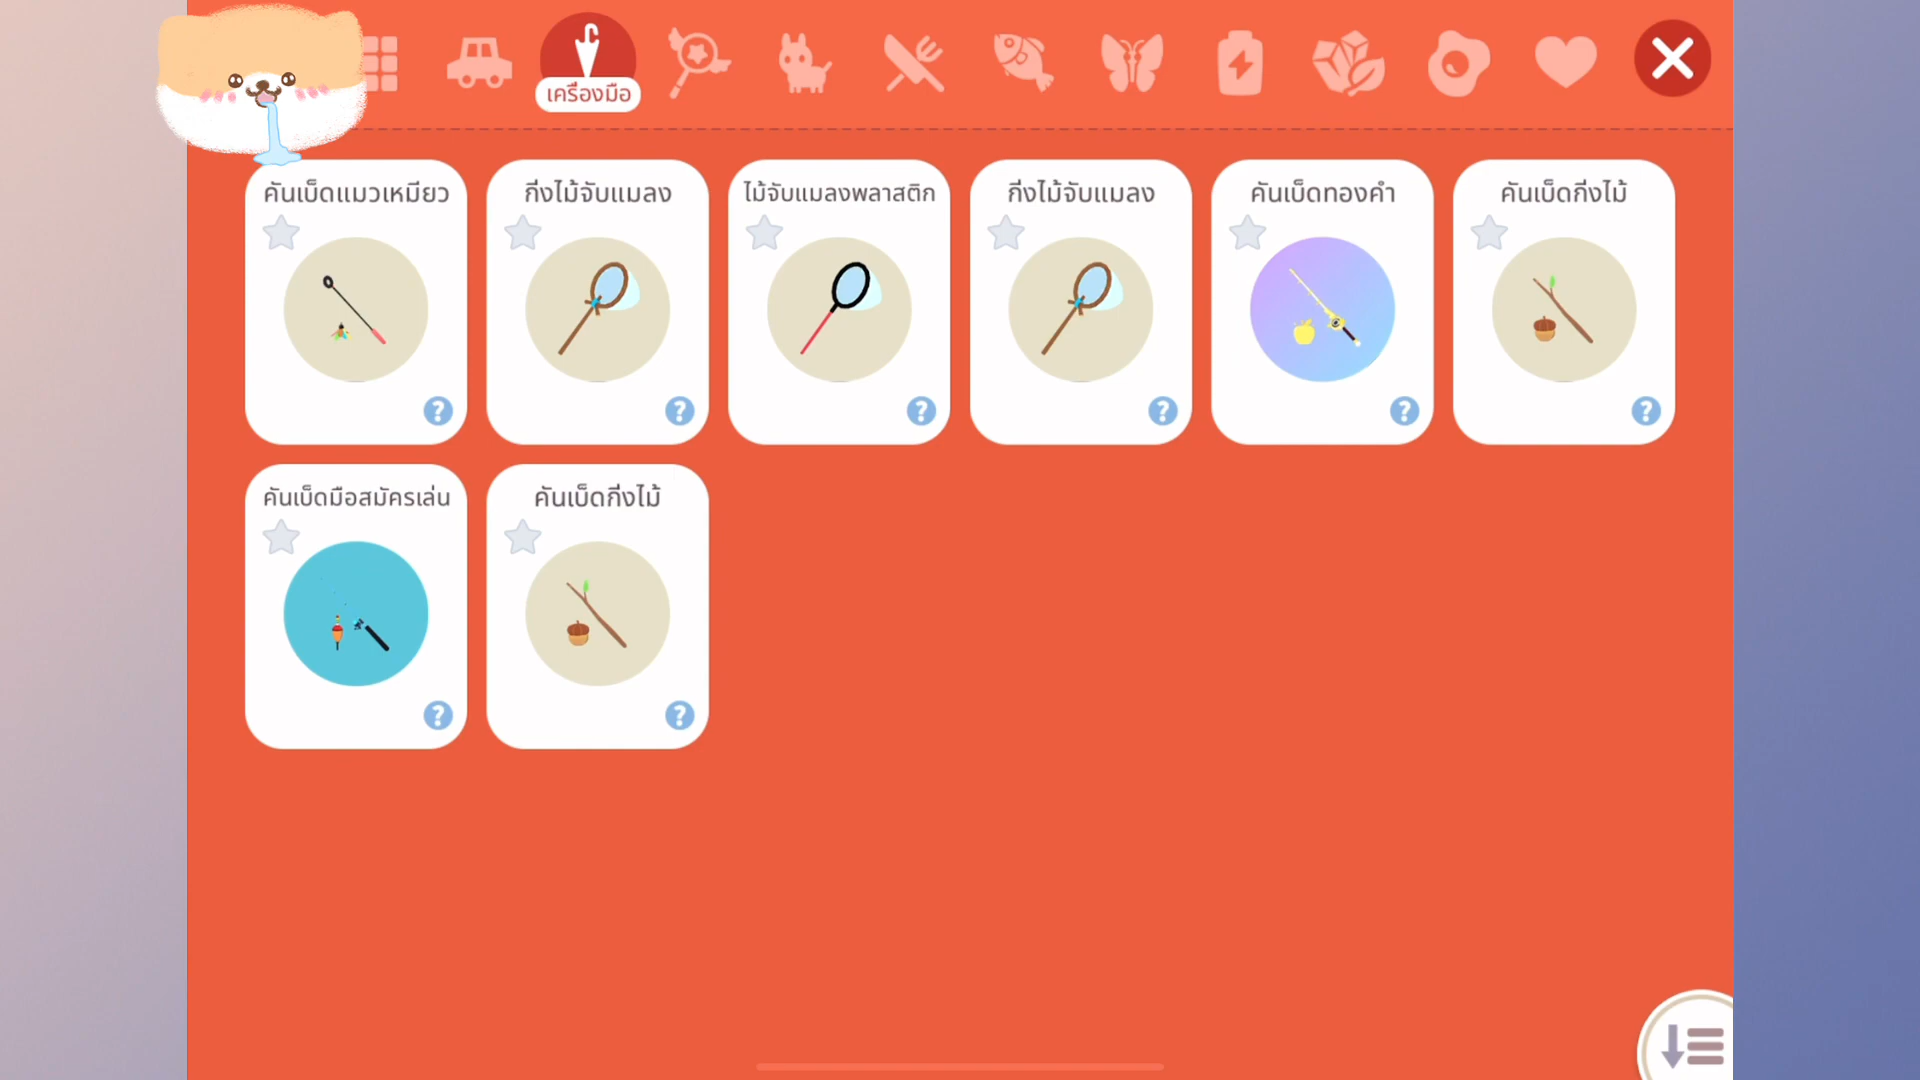 เครื่องมือ
คันเบ็ดแมวเหมียว
กิ่งไม้จับแมลง
ไม้จับแมลงพลาสติก
กิ่งไม้จับแมลง
คันเบ็ดทองคำ
คันเบ็ดกิ่งไม้
?
?
?
?
?
?
คันเบ็ดมือสมัครเล่น
คันเบ็ดกิ่งไม้
?
?